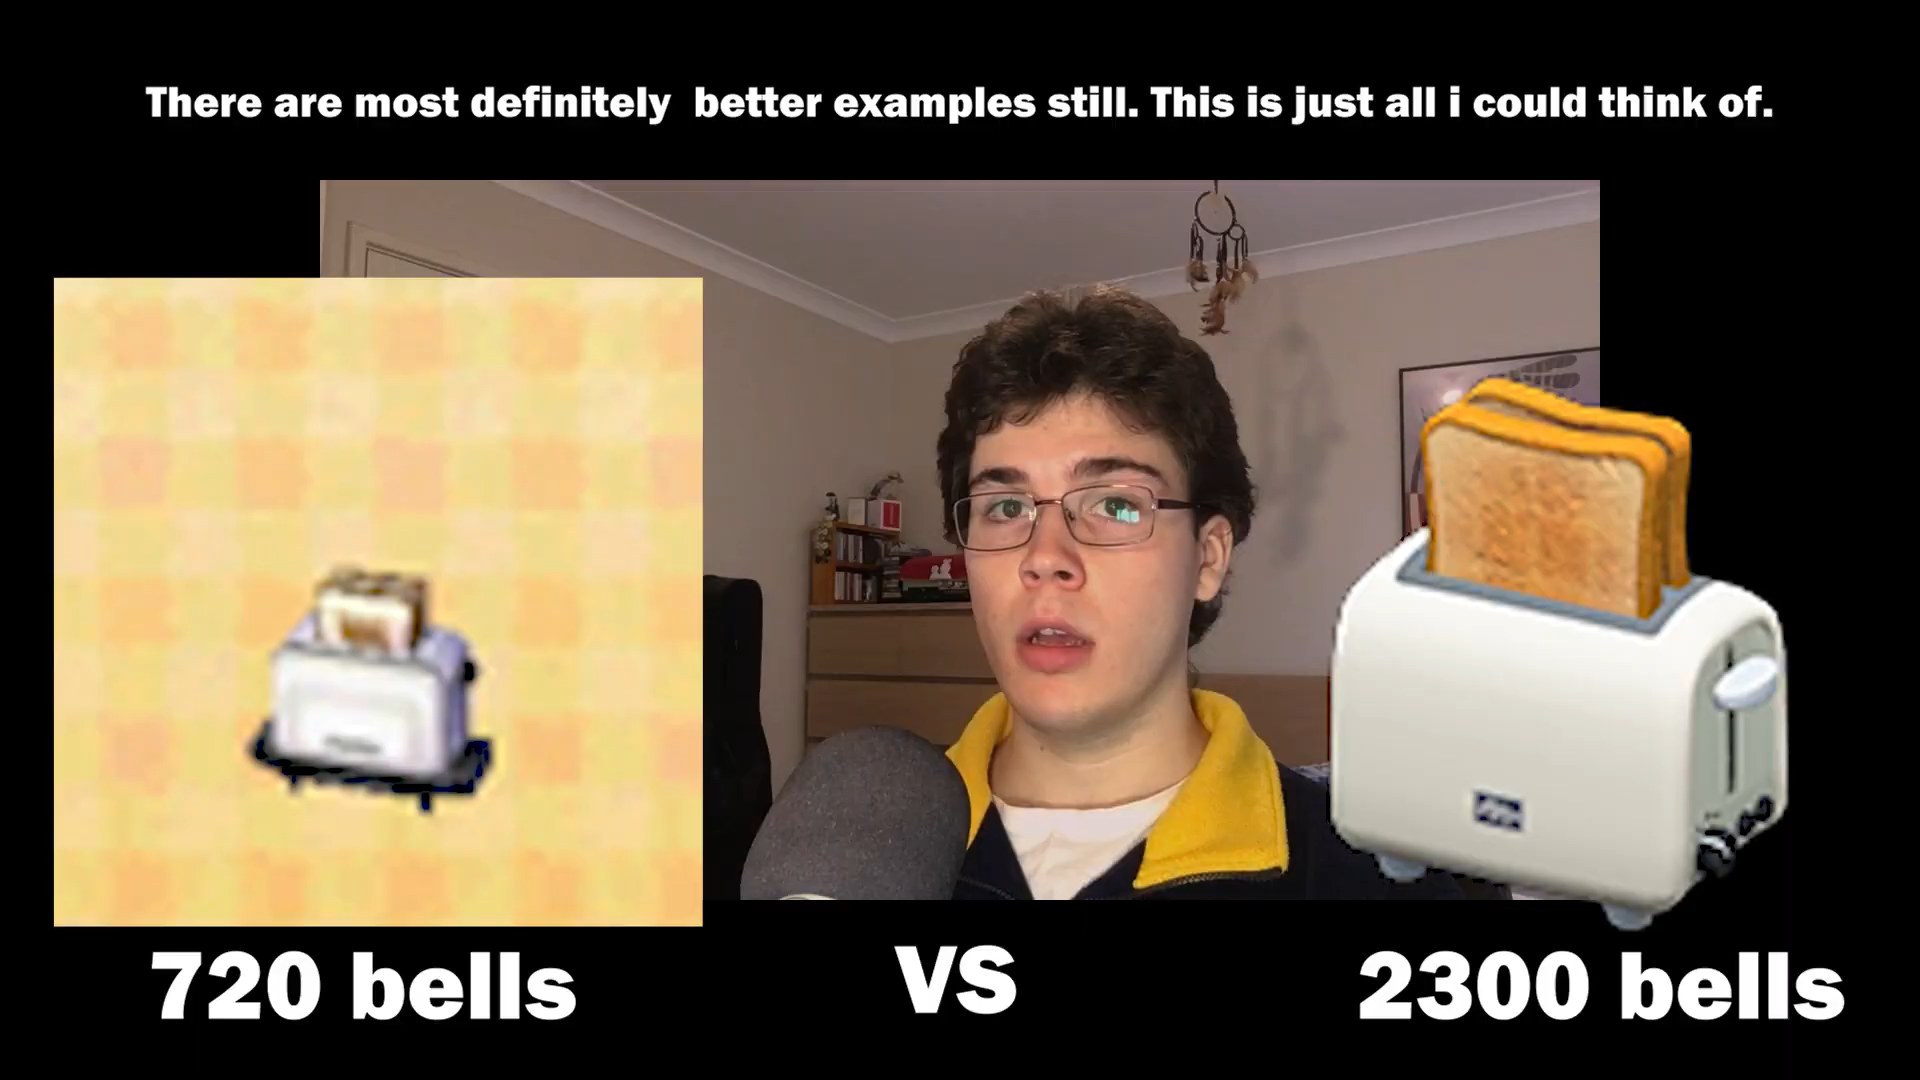 There are most definitely  better examples still. This is just all i could think of.
720 bells
VS
2300 bells